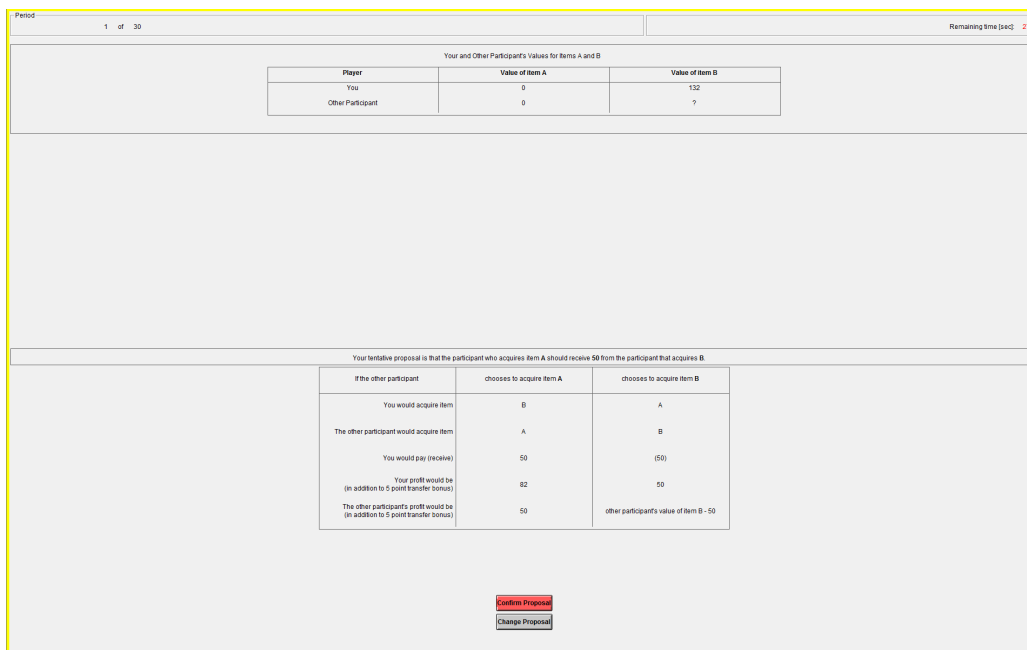 Period
1 of 30
Remaining time [sec]: 2
Your and Other Participant's Values for Items A and B
Player Value of item A Value of item B
You 0 132
Other Participant 0 ?
Your tentative proposal is that the participant who acquires item A should receive 50 from the participant that acquires B.
If the other participant chooses to acquire item A chooses to acquire item B
You would acquire item B A
The other participant would acquire item A B
You would pay (receive) 50 (50)
Your profit would be
(in addition to 5 point transfer bonus) 82 50
The other participant's profit would be
(in addition to 5 point transfer bonus) 50 other participant's value of item B - 50
Confirm Proposal
Change Proposal